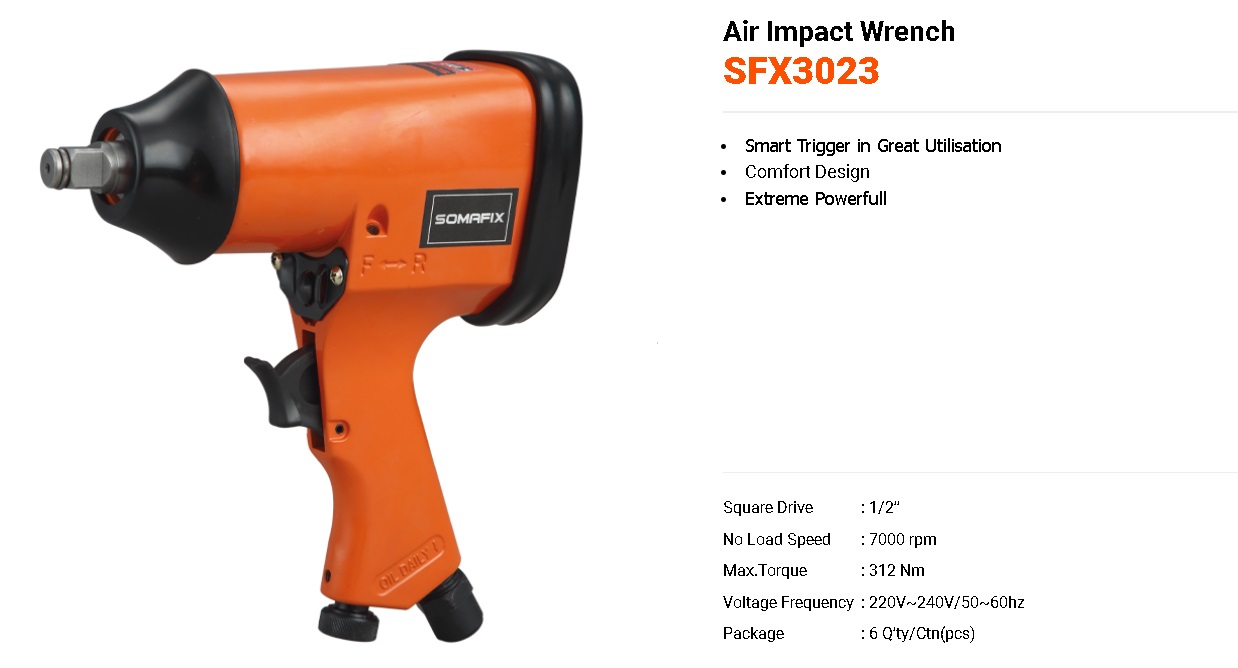 Air Impact Wrench
SFX3023
• Smart Trigger in Great Utilisation
• Comfort Design
• Extreme Powerfull
SOMAFIX
F ↔ R
OIL DAILY
Square Drive : 1/2"
No Load Speed : 7000 rpm
Max.Torque : 312 Nm
Voltage Frequency : 220V~240V/50~60hz
Package : 6 Q'ty/Ctn(pcs)